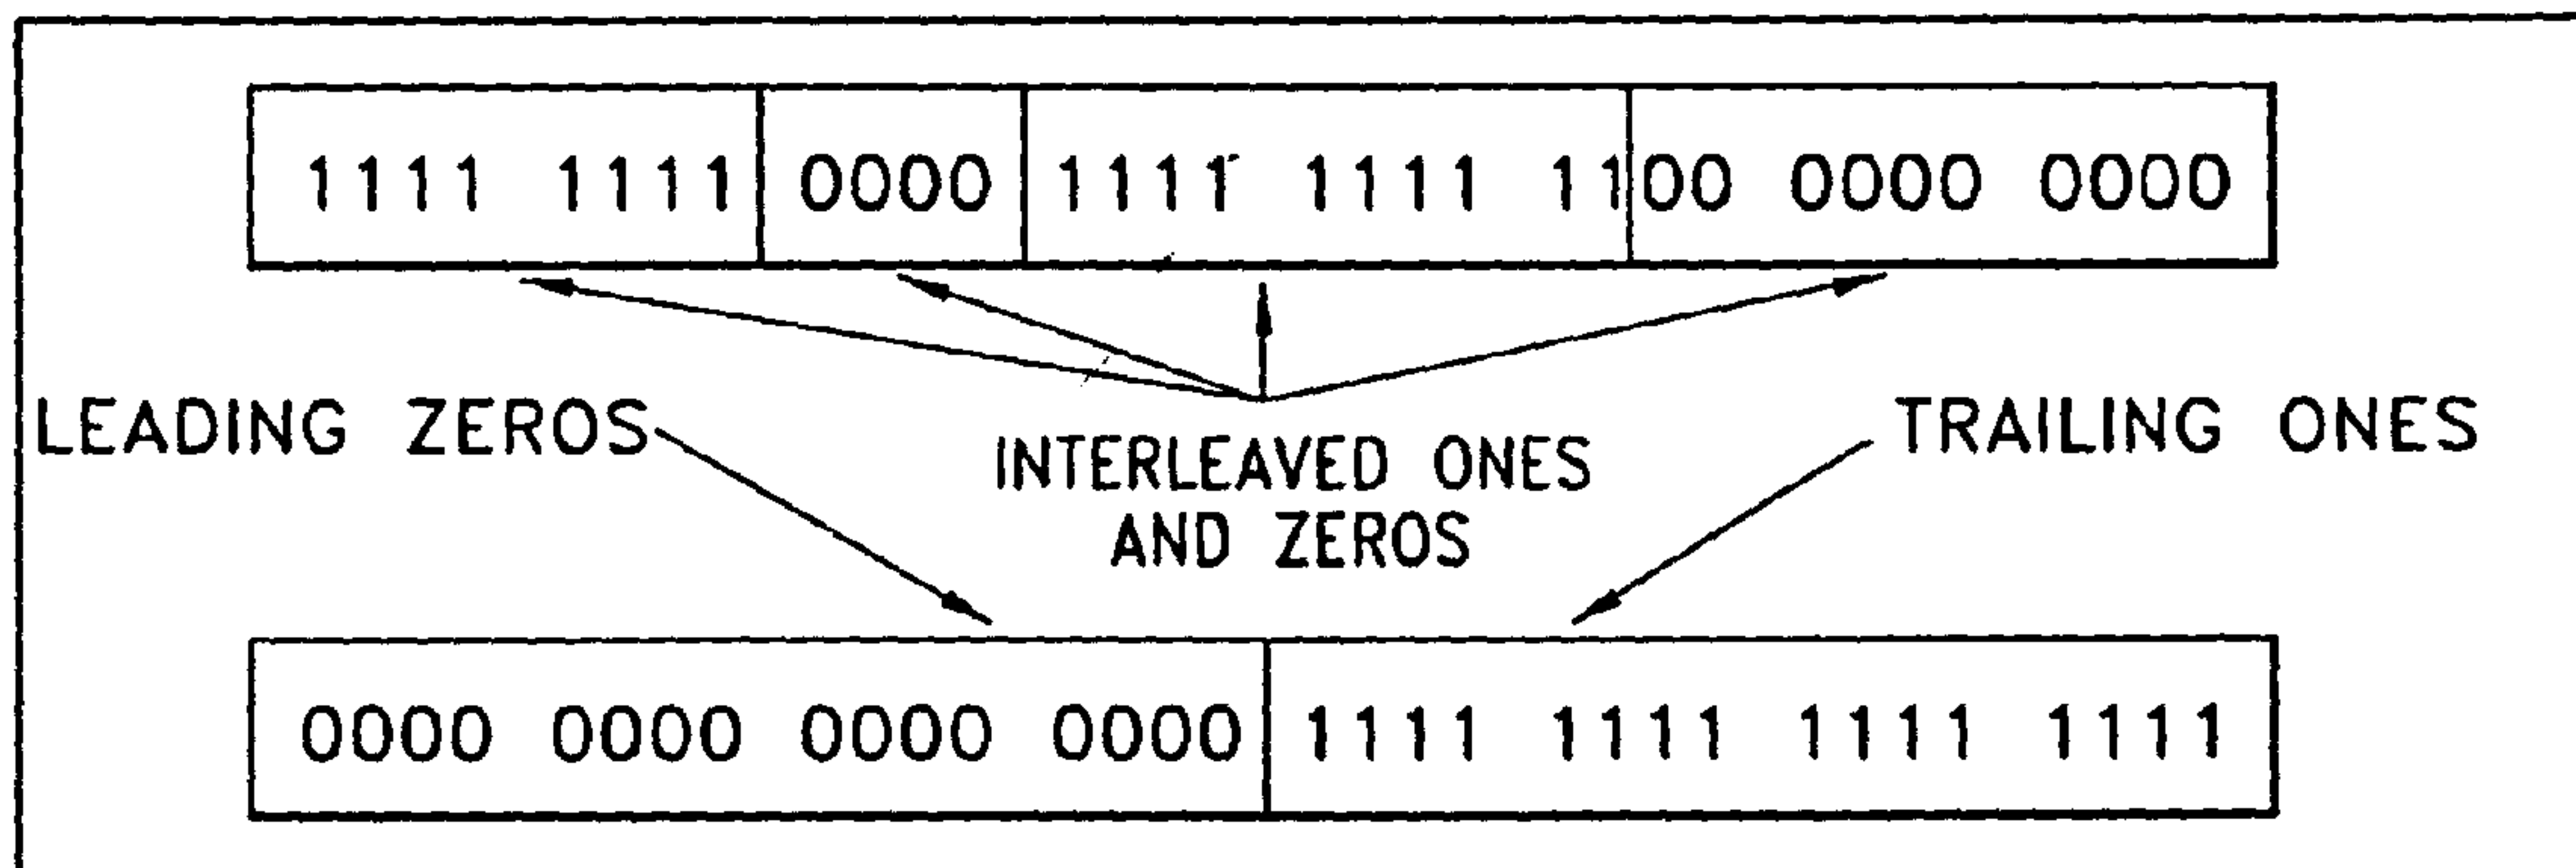 1111 1111 0000 1111 1111 1100 0000 0000
LEADING ZEROS
INTERLEAVED ONES
AND ZEROS
TRAILING ONES
0000 0000 0000 0000 1111 1111 1111 1111